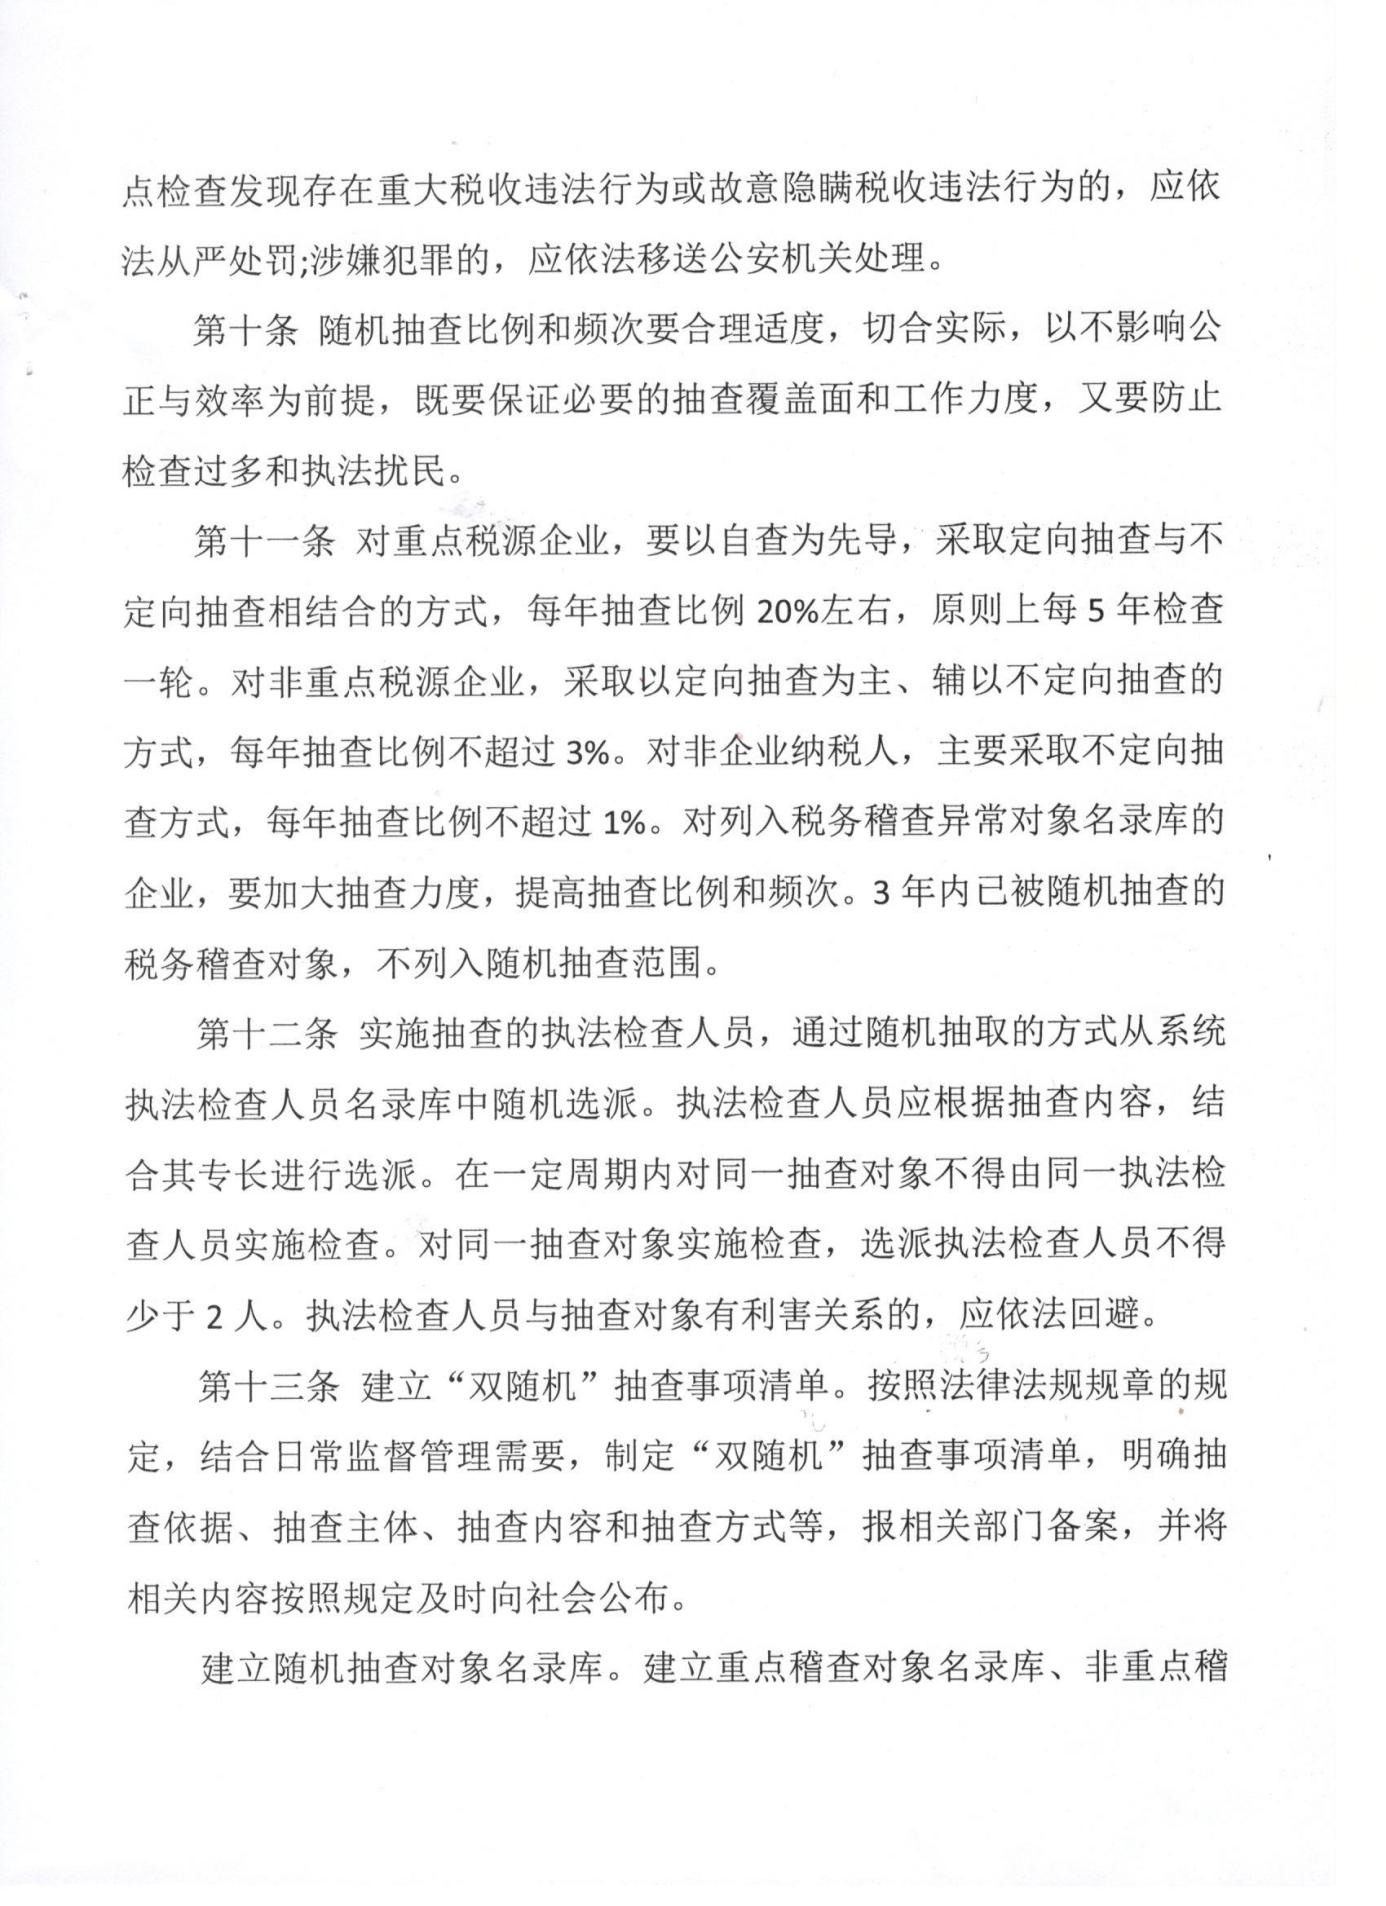 点检查发现存在重大税收违法行为或故意隐瞒税收违法行为的，应依
法从严处罚;涉嫌犯罪的，应依法移送公安机关处理。
第十条 随机抽查比例和频次要合理适度，切合实际，以不影响公
正与效率为前提，既要保证必要的抽查覆盖面和工作力度，又要防止
检查过多和执法扰民。
第十一条 对重点税源企业，要以自查为先导，采取定向抽查与不
定向抽查相结合的方式，每年抽查比例 20%左右，原则上每 5 年检查
一轮。对非重点税源企业，采取以定向抽查为主、辅以不定向抽查的
方式，每年抽查比例不超过 3%。对非企业纳税人，主要采取不定向抽
查方式，每年抽查比例不超过 1%。对列入税务稽查异常对象名录库的
企业，要加大抽查力度，提高抽查比例和频次。3 年内已被随机抽查的
税务稽查对象，不列入随机抽查范围。
第十二条 实施抽查的执法检查人员，通过随机抽取的方式从系统
执法检查人员名录库中随机选派。执法检查人员应根据抽查内容，结
合其专长进行选派。在一定周期内对同一抽查对象不得由同一执法检
查人员实施检查。对同一抽查对象实施检查，选派执法检查人员不得
少于 2 人。执法检查人员与抽查对象有利害关系的，应依法回避。
第十三条 建立“双随机”抽查事项清单。按照法律法规规章的规
定，结合日常监督管理需要，制定“双随机”抽查事项清单，明确抽
查依据、抽查主体、抽查内容和抽查方式等，报相关部门备案，并将
相关内容按照规定及时向社会公布。
建立随机抽查对象名录库。建立重点稽查对象名录库、非重点稽